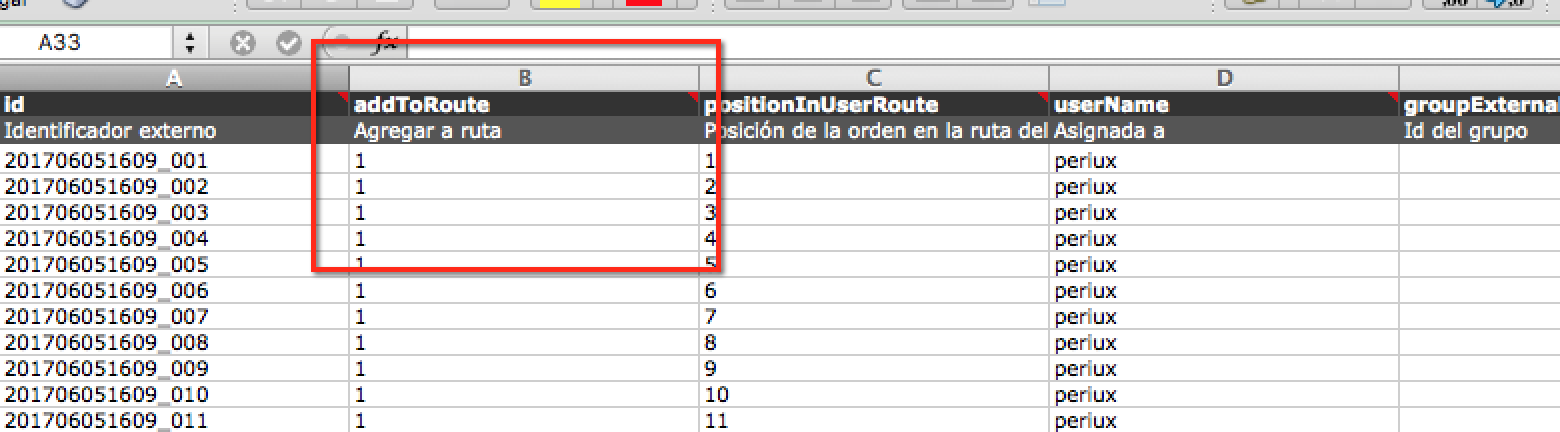 A33 fx
A B C D
id addToRoute positionInUserRoute userName groupExternal
Identificador externo Agregar a ruta Posición de la orden en la ruta del Asignada a Id del grupo
201706051609_001 1 1 periux
201706051609_002 1 2 periux
201706051609_003 1 3 periux
201706051609_004 1 4 periux
201706051609_005 1 5 periux
201706051609_006 1 6 periux
201706051609_007 1 7 periux
201706051609_008 1 8 periux
201706051609_009 1 9 periux
201706051609_010 1 10 periux
201706051609_011 1 11 periux